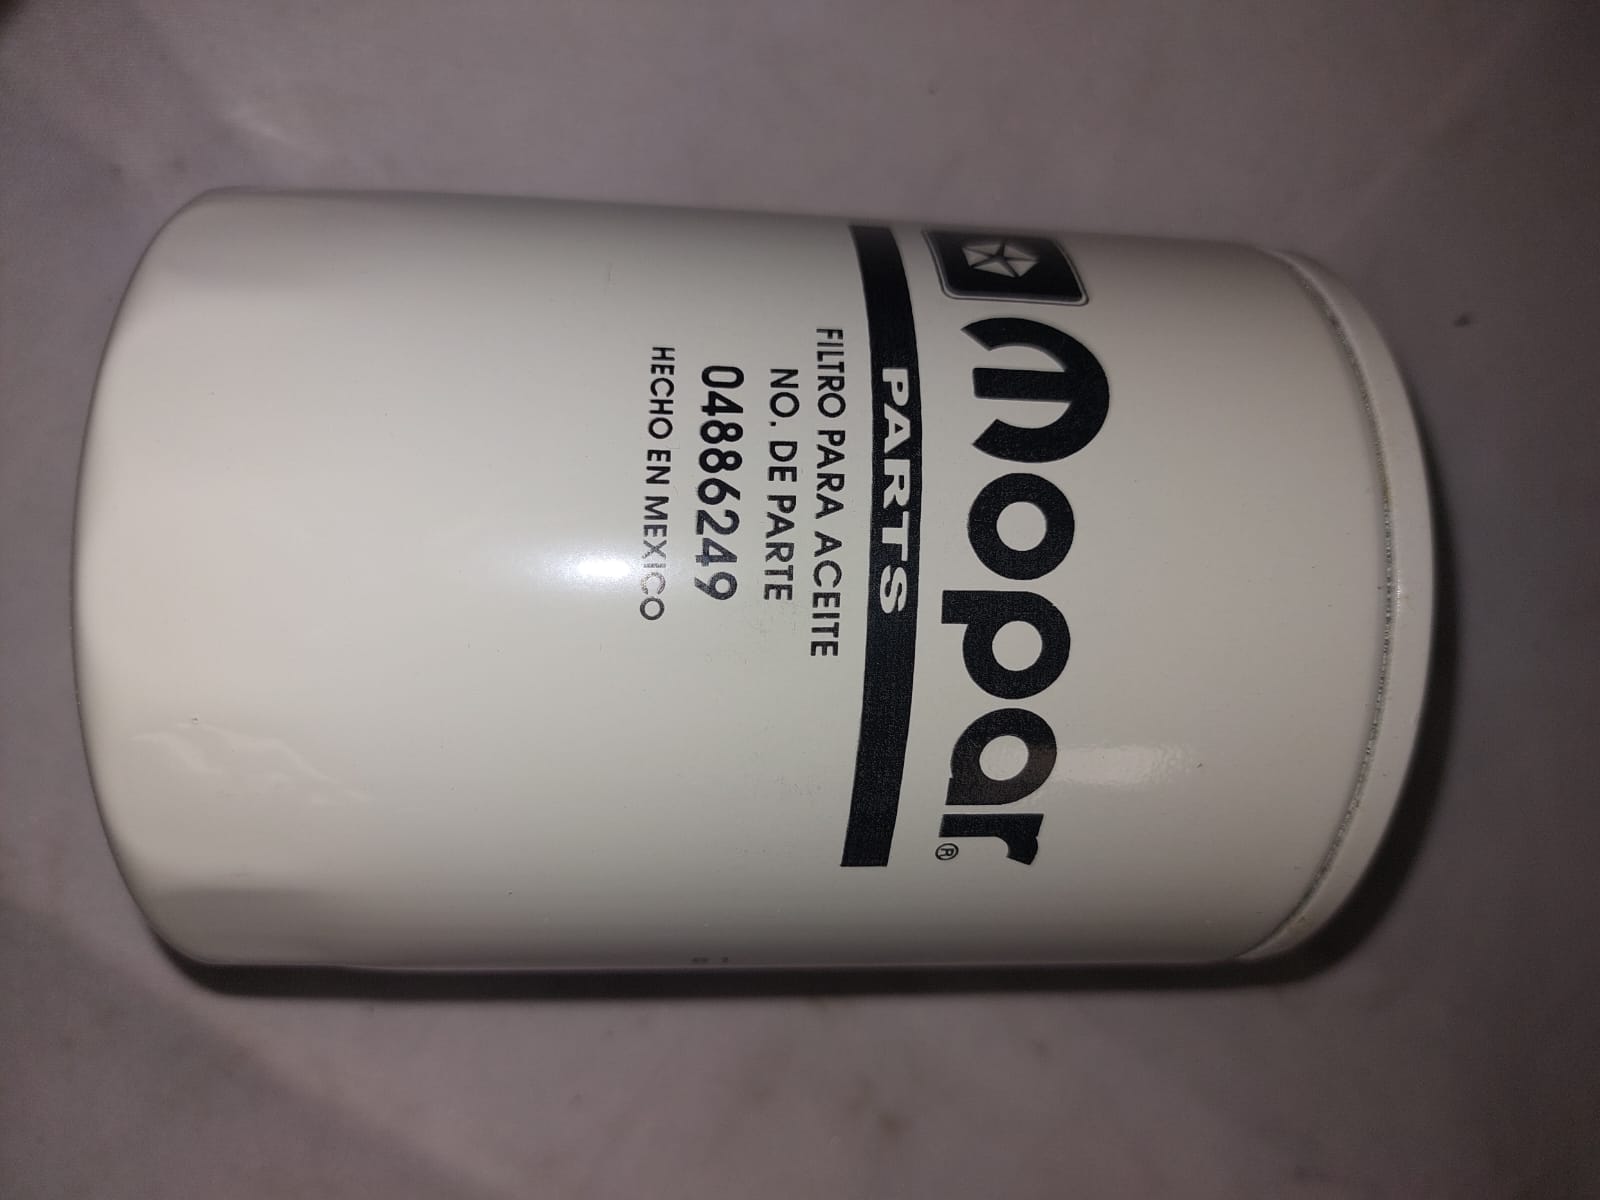 Mopar®
PARTS
FILTRO PARA ACEITE
NO. DE PARTE
04886249
HECHO EN MEXICO